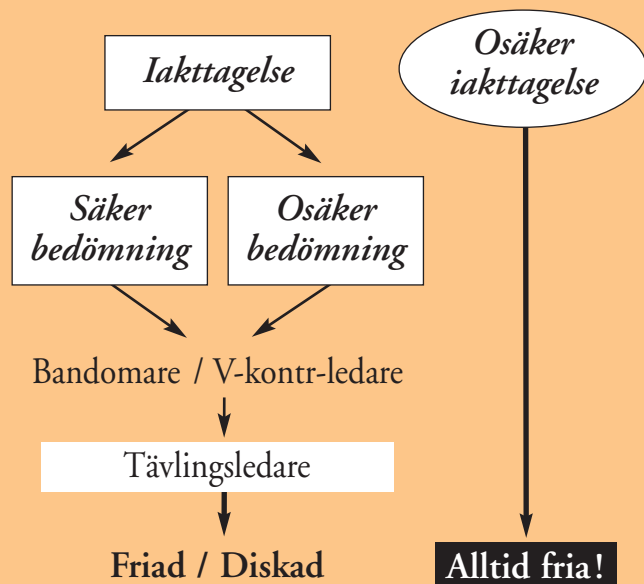 Iakttagelse
Osäker
iakttagelse
Säker
bedömning
Osäker
bedömning
Bandomare / V-kontr-ledare
Tävlingsledare
Friad / Diskad
Alltid fria!